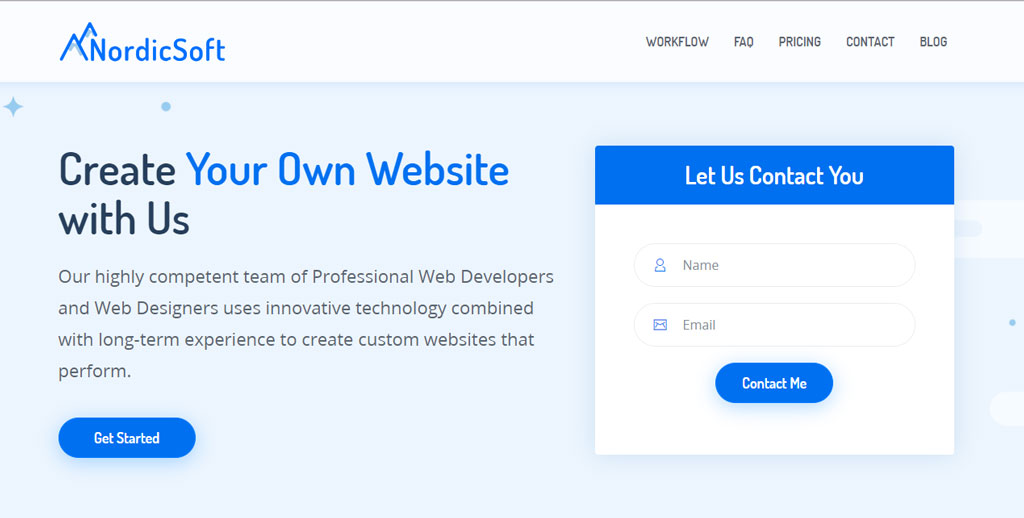 NordicSoft
WORKFLOW FAQ PRICING CONTACT BLOG
Create Your Own Website
with Us
Our highly competent team of Professional Web Developers
and Web Designers uses innovative technology combined
with long-term experience to create custom websites that
perform.
Get Started
Let Us Contact You
Name
Email
Contact Me